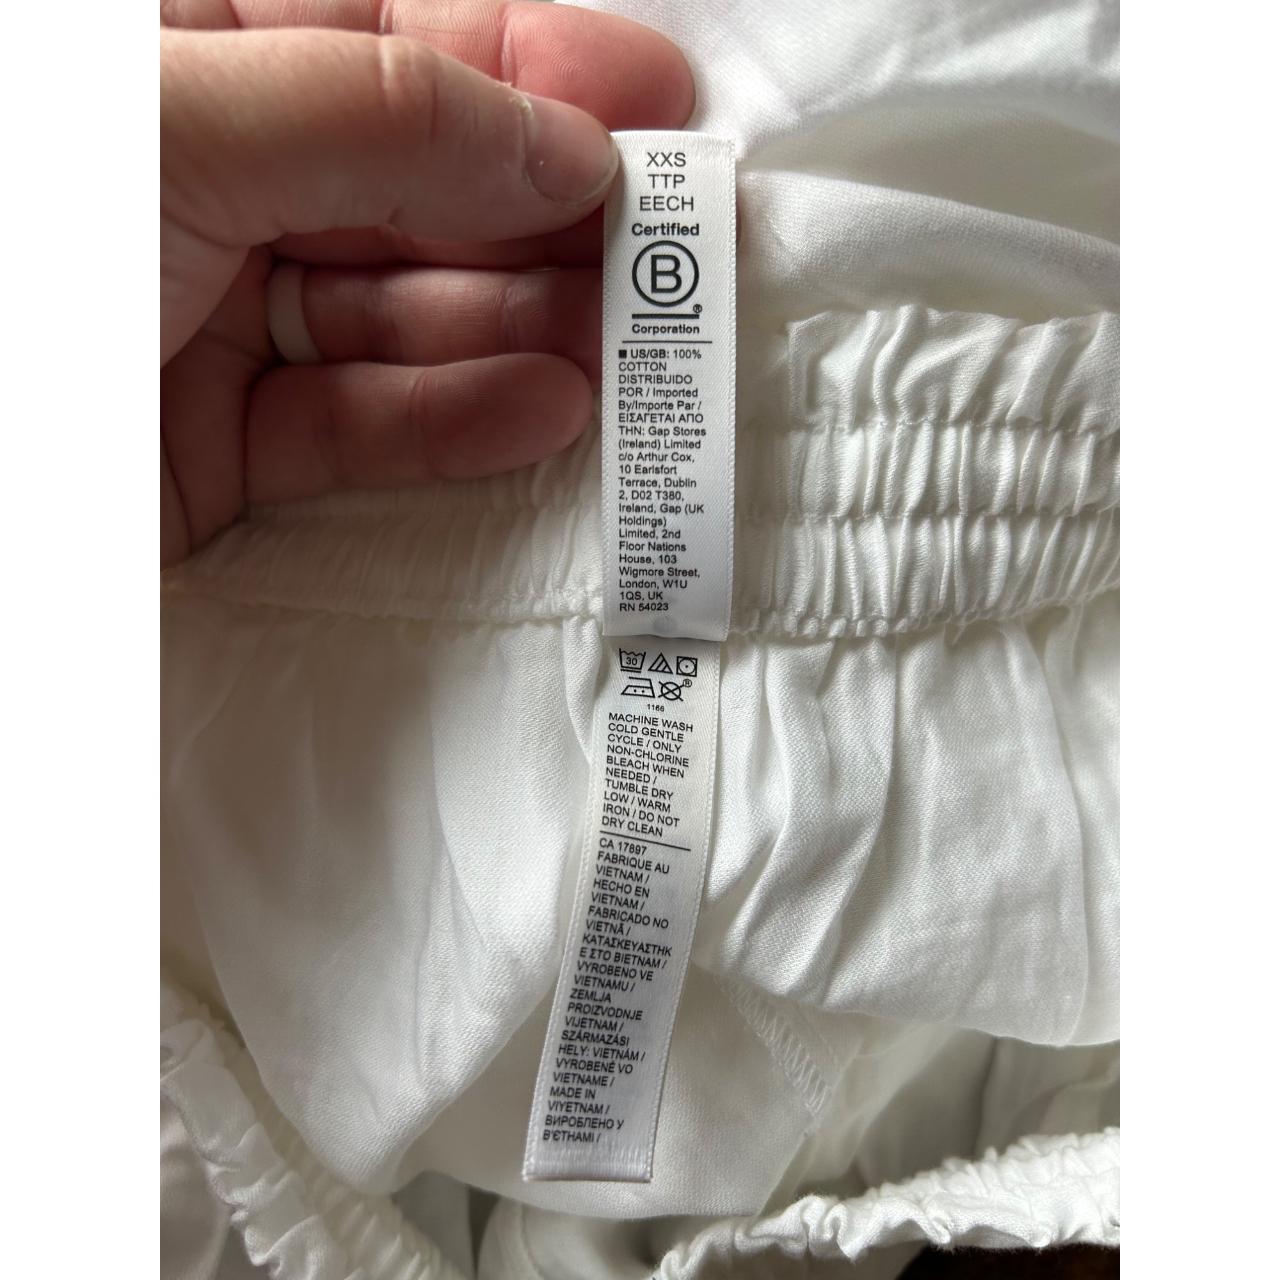 XXS
TTP
EECH
Certified
B
®
Corporation
■ US/GB: 100%
COTTON
DISTRIBUIDO
POR / Imported
By/Importe Par /
ΕΙΣΑΓΕΤΑΙ ΑΠΟ
ΤΗΝ: Gap Stores
(Ireland) Limited
c/o Arthur Cox,
10 Earlsfort
Terrace, Dublin
2, D02 T380,
Ireland, Gap (UK
Holdings)
Limited, 2nd
Floor Nations
House, 103
Wigmore Street,
London, W1U
1QS, UK
RN 54023
30
®
1166
MACHINE WASH
COLD GENTLE
CYCLE / ONLY
NON-CHLORINE
BLEACH WHEN
NEEDED /
TUMBLE DRY
LOW / WARM
IRON / DO NOT
DRY CLEAN
CA 17897
FABRIQUE AU
VIETNAM /
HECHO EN
VIETNAM /
FABRICADO NO
VIETNÃ /
ΚΑΤΑΣΚΕΥΑΣΤΗΚ
Ε ΣΤΟ ΒΙΕΤΝΑΜ /
VYROBENO VE
VIETNAMU /
ZEMLJA
PROIZVODNJE
VIJETNAM /
SZÁRMAZÁSI
HELY: VIETNÁM /
VYROBENÉ VO
VIETNAME /
MADE IN
VIYETNAM /
ВИРОБЛЕНО У
В'ЄТНАМІ /